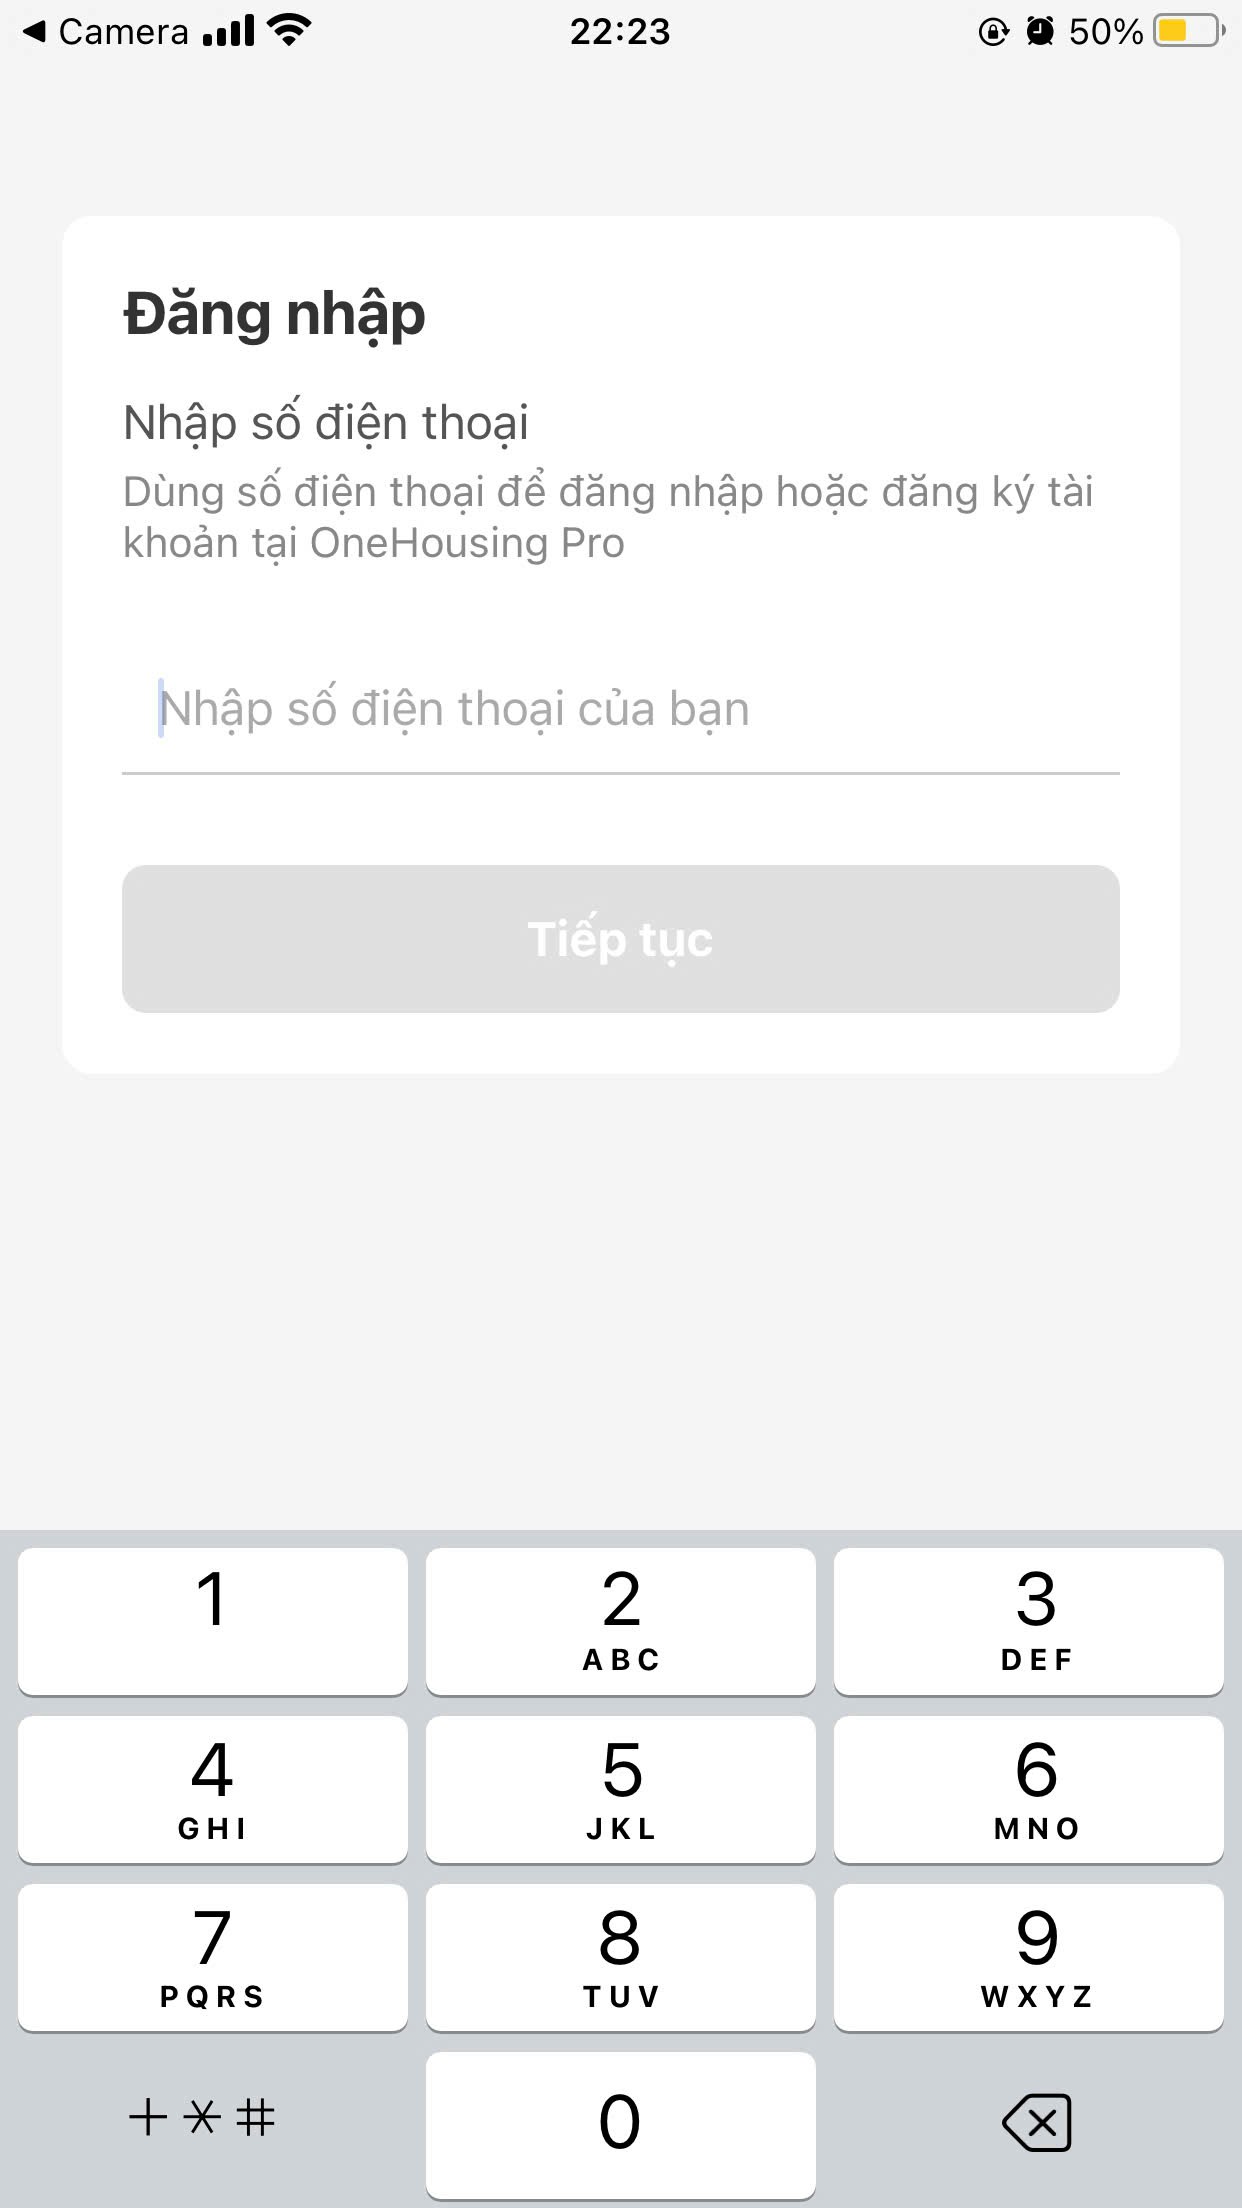 Camera 22:23 50%
Đăng nhập
Nhập số điện thoại
Dùng số điện thoại để đăng nhập hoặc đăng ký tài
khoản tại OneHousing Pro
Nhập số điện thoại của bạn
Tiếp tục
1 2 3
ABC DEF
4 5 6
GHI JKL MNO
7 8 9
PQRS TUV WXYZ
+*# 0